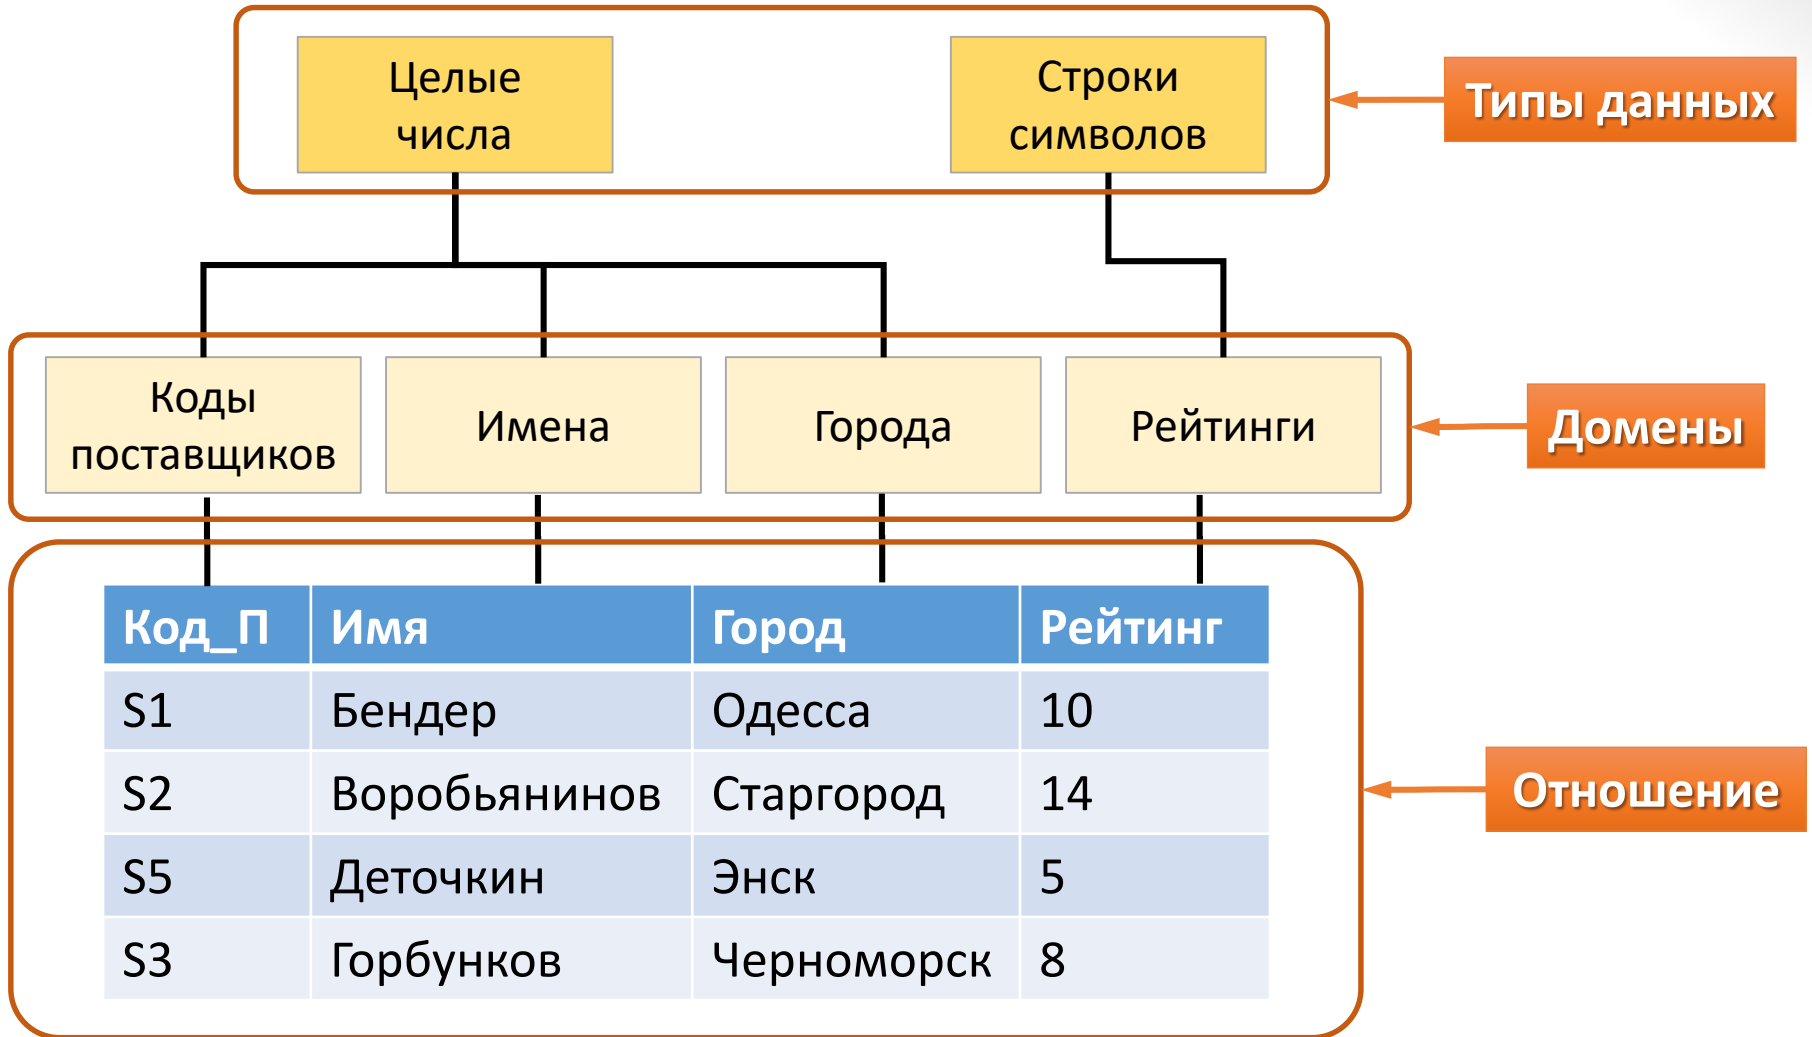 Целые
числа
Строки
символов
Типы данных
Коды
поставщиков
Имена
Города
Рейтинги
Домены
Код_П Имя Город Рейтинг
S1 Бендер Одесса 10
S2 Воробьянинов Старгород 14
S5 Деточкин Энск 5
S3 Горбунков Черноморск 8
Отношение